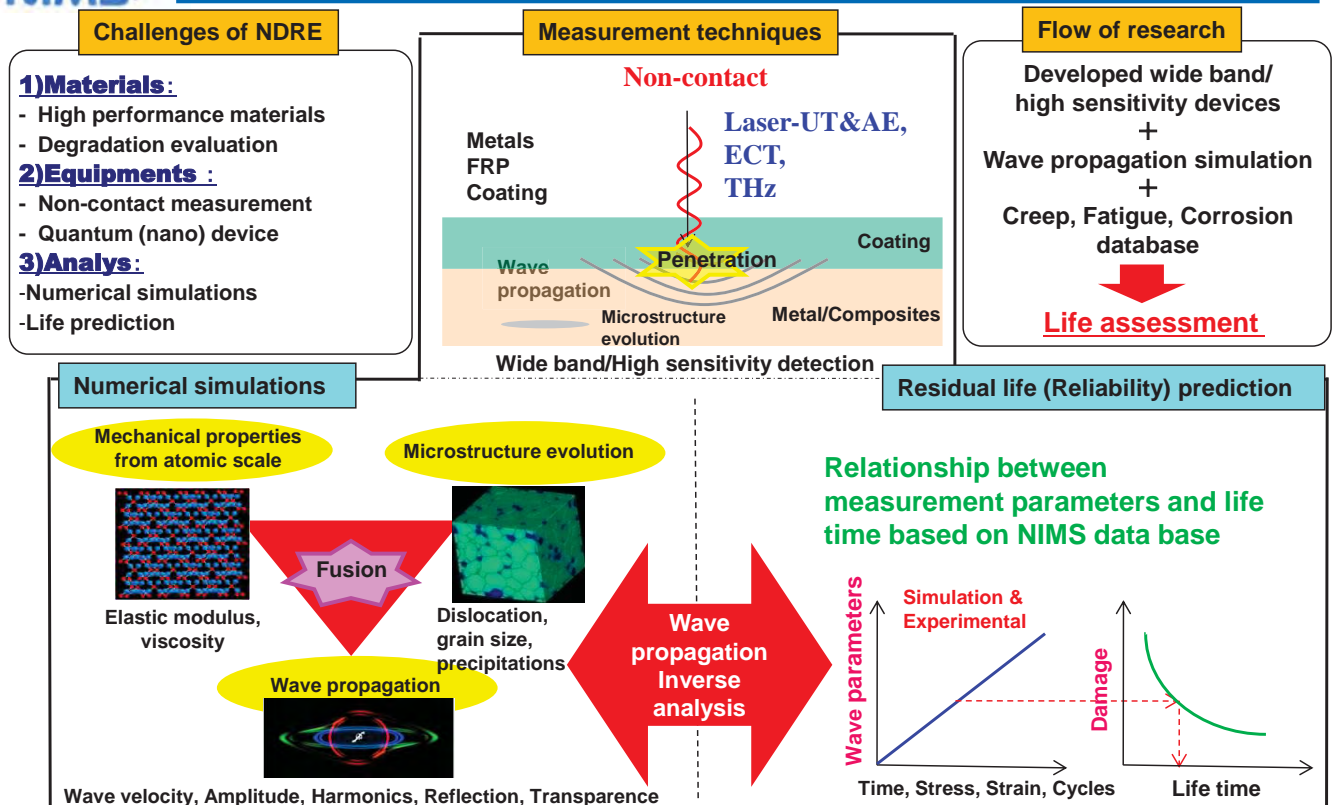 Challenges of NDRE
1)Materials:
- High performance materials
- Degradation evaluation
2)Equipments :
- Non-contact measurement
- Quantum (nano) device
3)Analys:
-Numerical simulations
-Life prediction
Measurement techniques
Non-contact
Laser-UT&AE,
ECT,
THz
Metals
FRP
Coating
Coating
Penetration
Wave
propagation
Microstructure
evolution
Metal/Composites
Wide band/High sensitivity detection
Flow of research
Developed wide band/
high sensitivity devices
+
Wave propagation simulation
+
Creep, Fatigue, Corrosion
database
Life assessment
Numerical simulations
Mechanical properties
from atomic scale
Microstructure evolution
Fusion
Elastic modulus,
viscosity
Dislocation,
grain size,
precipitations
Wave propagation
Wave velocity, Amplitude, Harmonics, Reflection, Transparence
Wave
propagation
Inverse
analysis
Residual life (Reliability) prediction
Relationship between
measurement parameters and life
time based on NIMS data base
Wave parameters
Simulation &
Experimental
Time, Stress, Strain, Cycles
Damage
Life time